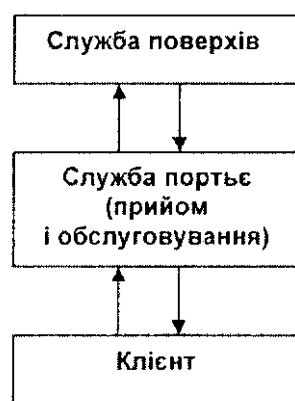 Служба поверхів
Служба портьє
(прийом
і обслуговування)
Клієнт